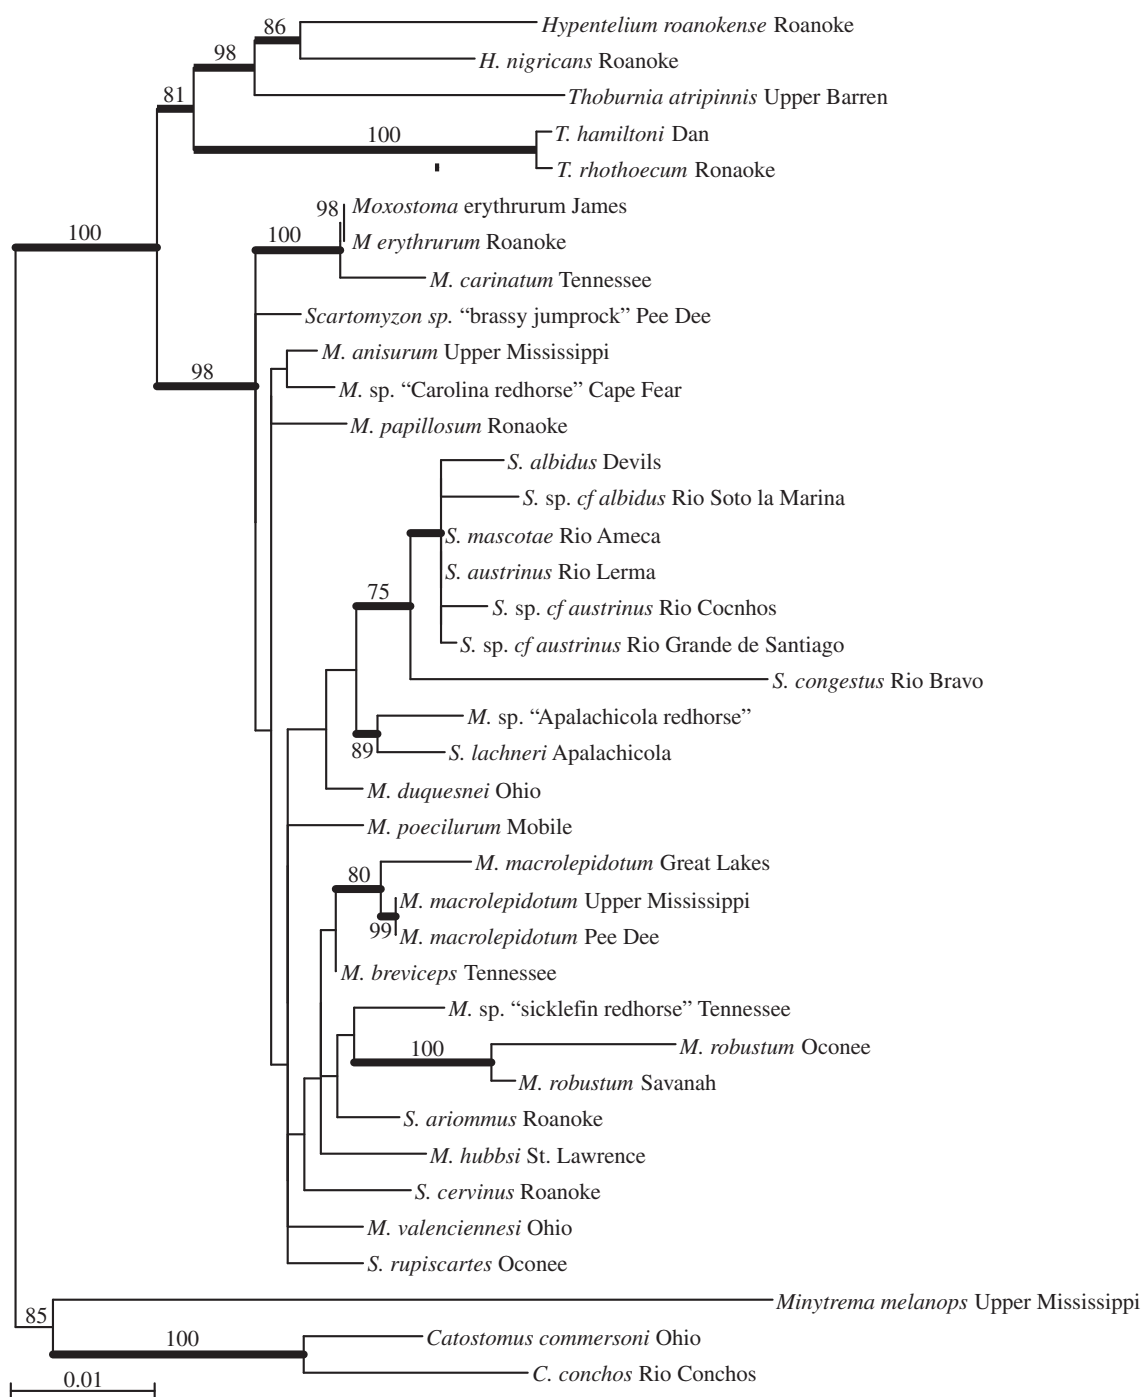 86
Hypentelium roanokense Roanoke
98
H. nigricans Roanoke
81
Thoburnia atripinnis Upper Barren
100
T. hamiltoni Dan
T. rhothoecum Ronaoke
98
Moxostoma erythrurum James
100
100
M erythrurum Roanoke
M. carinatum Tennessee
Scartomyzon sp. “brassy jumprock” Pee Dee
M. anisurum Upper Mississippi
98
M. sp. “Carolina redhorse” Cape Fear
M. papillosum Ronaoke
S. albidus Devils
S. sp. cf albidus Rio Soto la Marina
S. mascotae Rio Ameca
S. austrinus Rio Lerma
75
S. sp. cf austrinus Rio Cocnhos
S. sp. cf austrinus Rio Grande de Santiago
S. congestus Rio Bravo
M. sp. “Apalachicola redhorse”
89
S. lachneri Apalachicola
M. duquesnei Ohio
M. poecilurum Mobile
M. macrolepidotum Great Lakes
80
M. macrolepidotum Upper Mississippi
99
M. macrolepidotum Pee Dee
M. breviceps Tennessee
M. sp. “sicklefin redhorse” Tennessee
100
M. robustum Oconee
M. robustum Savanah
S. ariommus Roanoke
M. hubbsi St. Lawrence
S. cervinus Roanoke
M. valenciennesi Ohio
S. rupiscartes Oconee
85
Minytrema melanops Upper Mississippi
100
Catostomus commersoni Ohio
C. conchos Rio Conchos
0.01